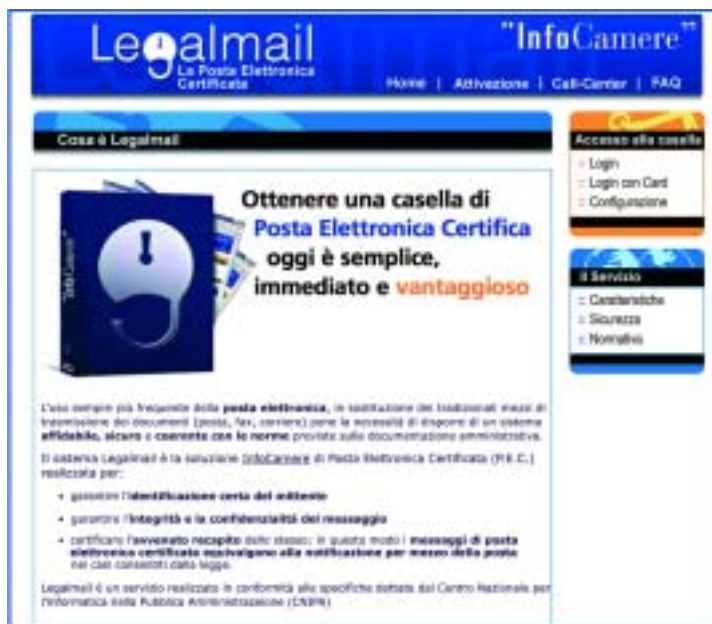 Legalmail
La Posta Elettronica
Certificata
"InfoCamere"
Home | Attivazione | Call-Center | FAQ
Cosa è Legalmail
Accesso alla casella
Login
Login con Card
Configurazione
Il Servizio
Caratteristiche
Sicurezza
Normativa
"InfoCamere"
Ottenere una casella di
Posta Elettronica Certifica
oggi è semplice,
immediato e vantaggioso
L'uso sempre più frequente della posta elettronica, in sostituzione dei tradizionali mezzi di
trasmissione dei documenti (posta, fax, corriere) pone la necessità di disporre di un sistema
affidabile, sicuro e coerente con le norme previste sulla documentazione amministrativa.
Il sistema Legalmail è la soluzione InfoCamere di Posta Elettronica Certificata (P.E.C.)
realizzata per:
• garantire l'identificazione certa del mittente
• garantire l'integrità e la confidenzialità del messaggio
• certificare l'avvenuto recapito dello stesso: in questo modo i messaggi di posta
elettronica certificata equivalgono alla notificazione per mezzo della posta
nei casi consentiti dalla legge.
Legalmail è un servizio realizzato in conformità alle specifiche dettate dal Centro Nazionale per
l'Informatica nella Pubblica Amministrazione (CNIPA)